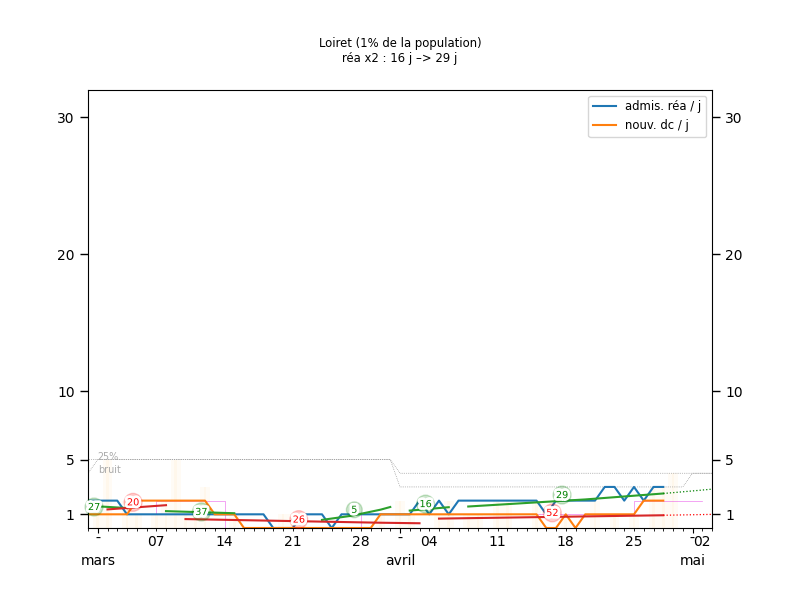 Loiret (1% de la population)
réa x2 : 16 j –> 29 j
admis. réa / j
nouv. dc / j
30 30
20 20
10 10
5 5
1 1
25%
bruit
27 20 37 26 5 16 29 52
- 07 14 21 28 - 04 11 18 25 - 02
mars avril mai